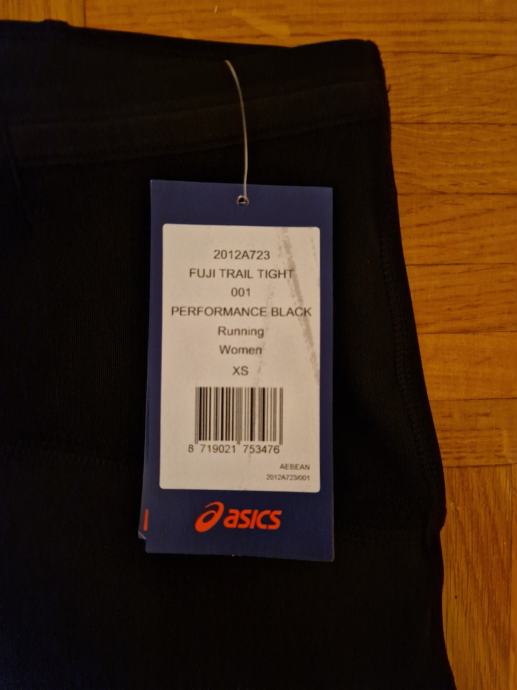 2012A723
FUJI TRAIL TIGHT
001
PERFORMANCE BLACK
Running
Women
XS
8 719021 753476
AEBEAN
2012A723/001
asics